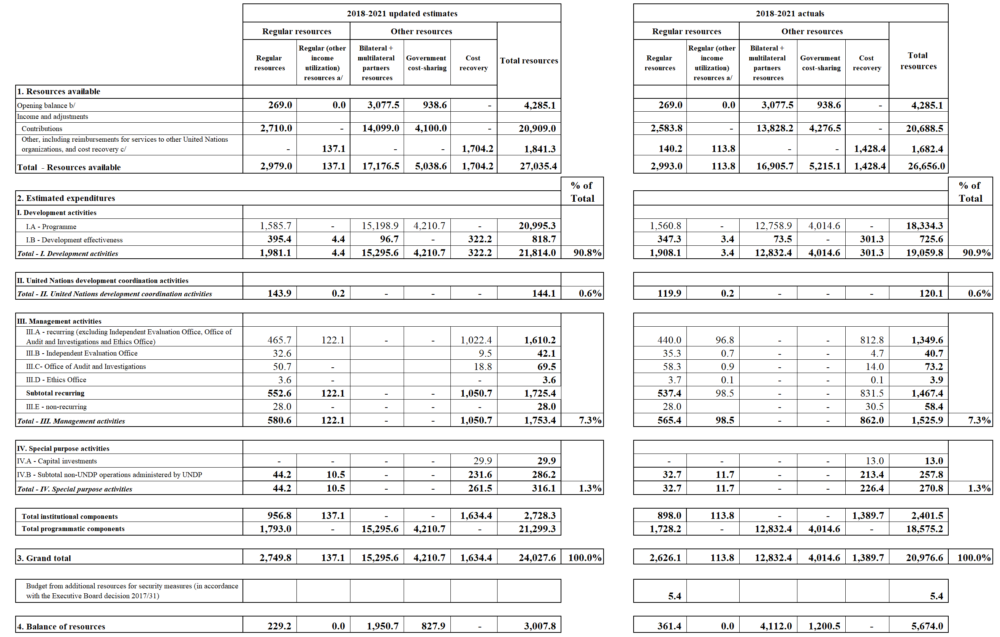 2018-2021 updated estimates 2018-2021 actuals
Regular resources Other resources Total resources Regular resources Other resources Total resources
Regular resources Regular (other income utilization) resources a/ Bilateral + multilateral partners resources Government cost-sharing Cost recovery Regular resources Regular (other income utilization) resources a/ Bilateral + multilateral partners resources Government cost-sharing Cost recovery
1. Resources available
Opening balance b/ 269.0 0.0 3,077.5 938.6 - 4,285.1 269.0 0.0 3,077.5 938.6 - 4,285.1
Income and adjustments
Contributions 2,710.0 - 14,099.0 4,100.0 - 20,909.0 2,583.8 - 13,828.2 4,276.5 - 20,688.5
Other, including reimbursements for services to other United Nations
organizations, and cost recovery c/ - 137.1 - - 1,704.2 1,841.3 140.2 113.8 - - 1,428.4 1,682.4
Total - Resources available 2,979.0 137.1 17,176.5 5,038.6 1,704.2 27,035.4 2,993.0 113.8 16,905.7 5,215.1 1,428.4 26,656.0
% of Total % of Total
2. Estimated expenditures
I. Development activities
I.A - Programme 1,585.7 - 15,198.9 4,210.7 - 20,995.3 1,560.8 - 12,758.9 4,014.6 - 18,334.3
I.B - Development effectiveness 395.4 4.4 96.7 - 322.2 818.7 347.3 3.4 73.5 - 301.3 725.6
Total - I. Development activities 1,981.1 4.4 15,295.6 4,210.7 322.2 21,814.0 90.8% 1,908.1 3.4 12,832.4 4,014.6 301.3 19,059.8 90.9%
II. United Nations development coordination activities
Total - II. United Nations development coordination activities 143.9 0.2 - - - 144.1 0.6% 119.9 0.2 - - - 120.1 0.6%
III. Management activities
III.A - recurring (excluding Independent Evaluation Office, Office of
Audit and Investigations and Ethics Office) 465.7 122.1 - - 1,022.4 1,610.2 440.0 96.8 - - 812.8 1,349.6
III.B - Independent Evaluation Office 32.6 9.5 42.1 35.3 0.7 - - 4.7 40.7
III.C- Office of Audit and Investigations 50.7 - 18.8 69.5 58.3 0.9 - - 14.0 73.2
III.D - Ethics Office 3.6 - - 3.6 3.7 0.1 - - 0.1 3.9
Subtotal recurring 552.6 122.1 - - 1,050.7 1,725.4 537.4 98.5 - - 831.5 1,467.4
III.E - non-recurring 28.0 - - - - 28.0 28.0 - - 30.5 58.4
Total - III. Management activities 580.6 122.1 - - 1,050.7 1,753.4 7.3% 565.4 98.5 - - 862.0 1,525.9 7.3%
IV. Special purpose activities
IV.A - Capital investments - - - - 29.9 29.9 - - - - 13.0 13.0
IV.B - Subtotal non-UNDP operations administered by UNDP 44.2 10.5 - - 231.6 286.2 32.7 11.7 - - 213.4 257.8
Total - IV. Special purpose activities 44.2 10.5 - - 261.5 316.1 1.3% 32.7 11.7 - - 226.4 270.8 1.3%
Total institutional components 956.8 137.1 - - 1,634.4 2,728.3 898.0 113.8 - - 1,389.7 2,401.5
Total programmatic components 1,793.0 - 15,295.6 4,210.7 - 21,299.3 1,728.2 - 12,832.4 4,014.6 - 18,575.2
3. Grand total 2,749.8 137.1 15,295.6 4,210.7 1,634.4 24,027.6 100.0% 2,626.1 113.8 12,832.4 4,014.6 1,389.7 20,976.6 100.0%
Budget from additional resources for security measures (in accordance
with the Executive Board decision 2017/31) 5.4 5.4
4. Balance of resources 229.2 0.0 1,950.7 827.9 - 3,007.8 361.4 0.0 4,112.0 1,200.5 - 5,674.0